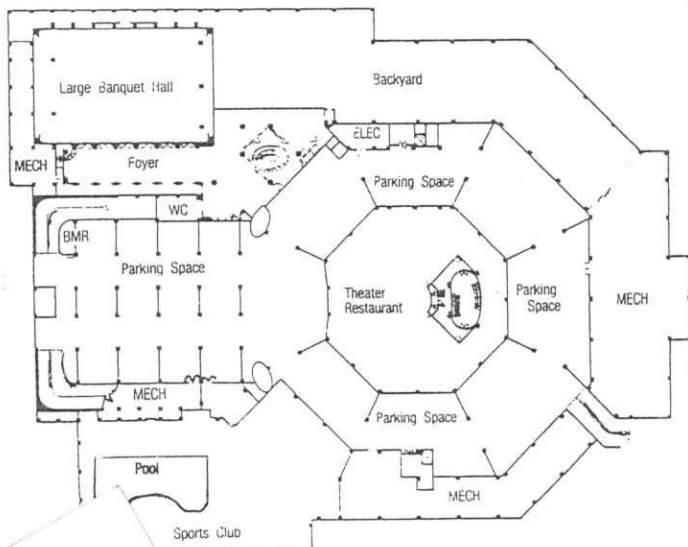 Large Banquet Hall
Backyard
ELEC
MECH
Foyer
Parking Space
WC
BMR
Parking Space
Theater
Restaurant
Parking
Space
MECH
MECH
Parking Space
Pool
MECH
Sports Club